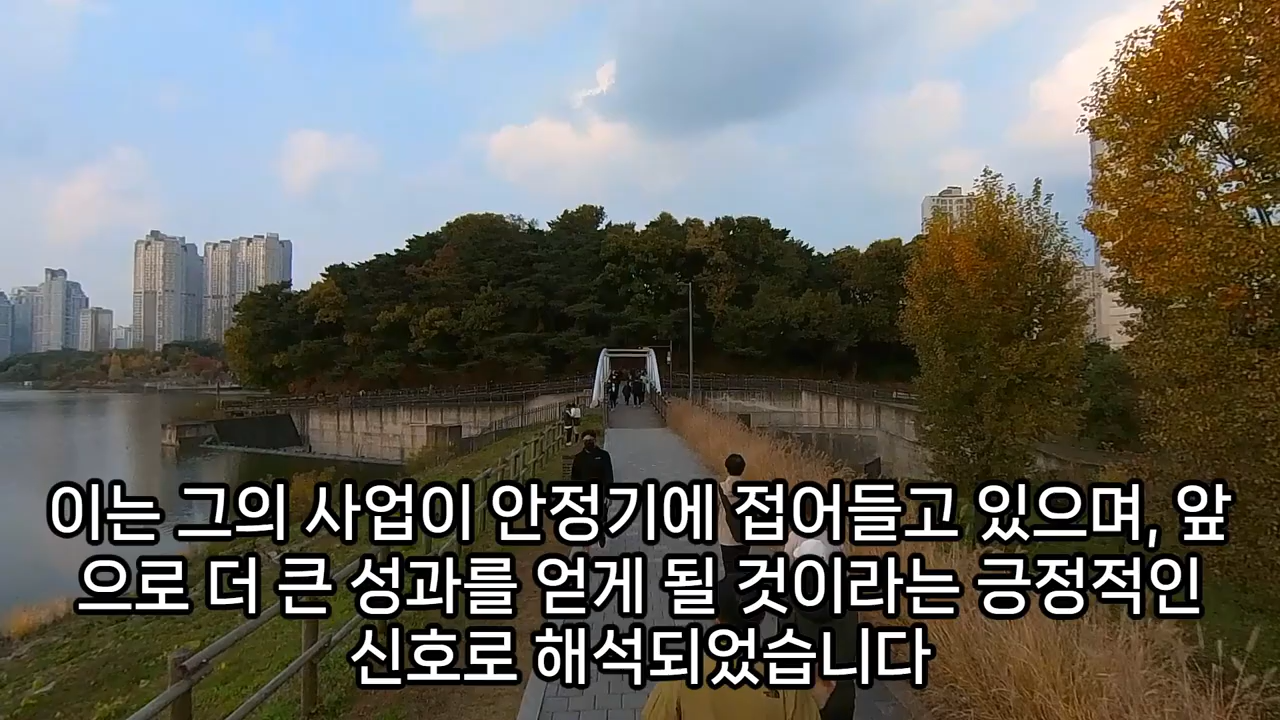 이는 그의 사업이 안정기에 접어들고 있으며, 앞
으로 더 큰 성과를 얻게 될 것이라는 긍정적인
신호로 해석되었습니다